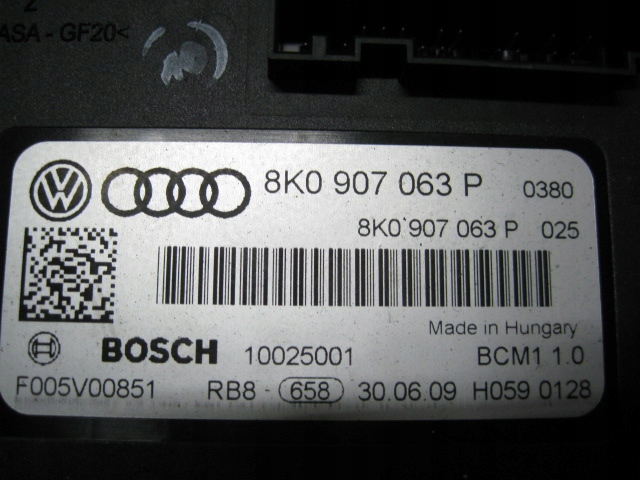 2
ASA - GF20<
8K0 907 063 P 0380
8K0 907 063 P 025
Made in Hungary
BOSCH 10025001 BCM1 1.0
F005V00851 RB8 - 658 30.06.09 H059 0128